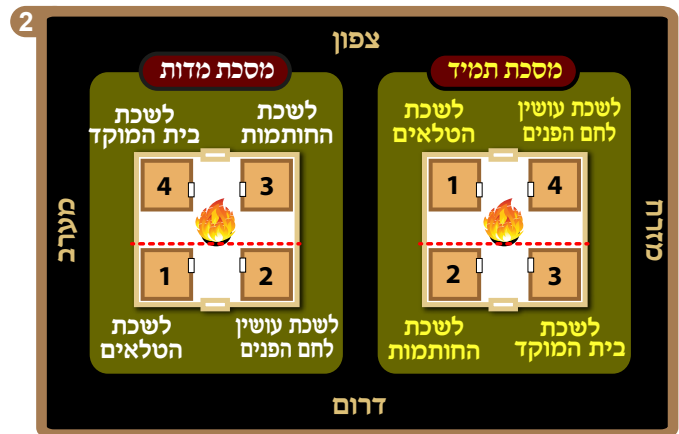 2
צפון
מסכת תמיד
לשכת עושין
לחם הפנים
לשכת
הטלאים
4
1
3
2
לשכת
בית המוקד
לשכת
החותמות
מסכת מדות
לשכת
החותמות
לשכת
בית המוקד
3
4
2
1
לשכת עושין
לחם הפנים
לשכת
הטלאים
מזרח
מערב
דרום